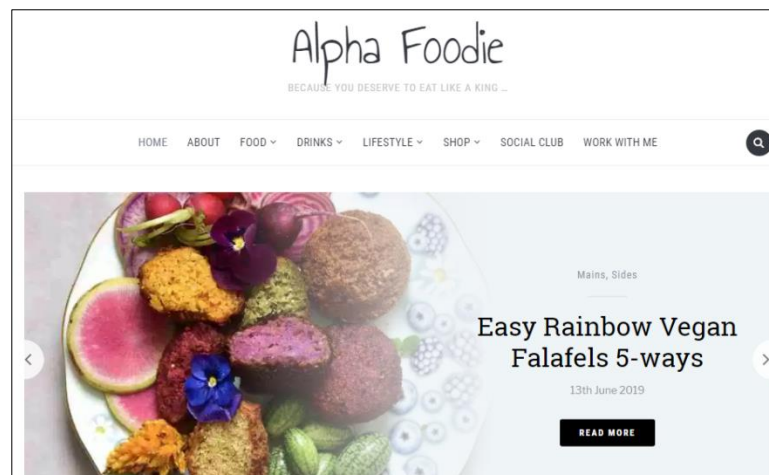 Alpha Foodie
BECAUSE YOU DESERVE TO EAT LIKE A KING ...
HOME ABOUT FOOD DRINKS LIFESTYLE SHOP SOCIAL CLUB WORK WITH ME
Mains, Sides
Easy Rainbow Vegan
Falafels 5-ways
13th June 2019
READ MORE